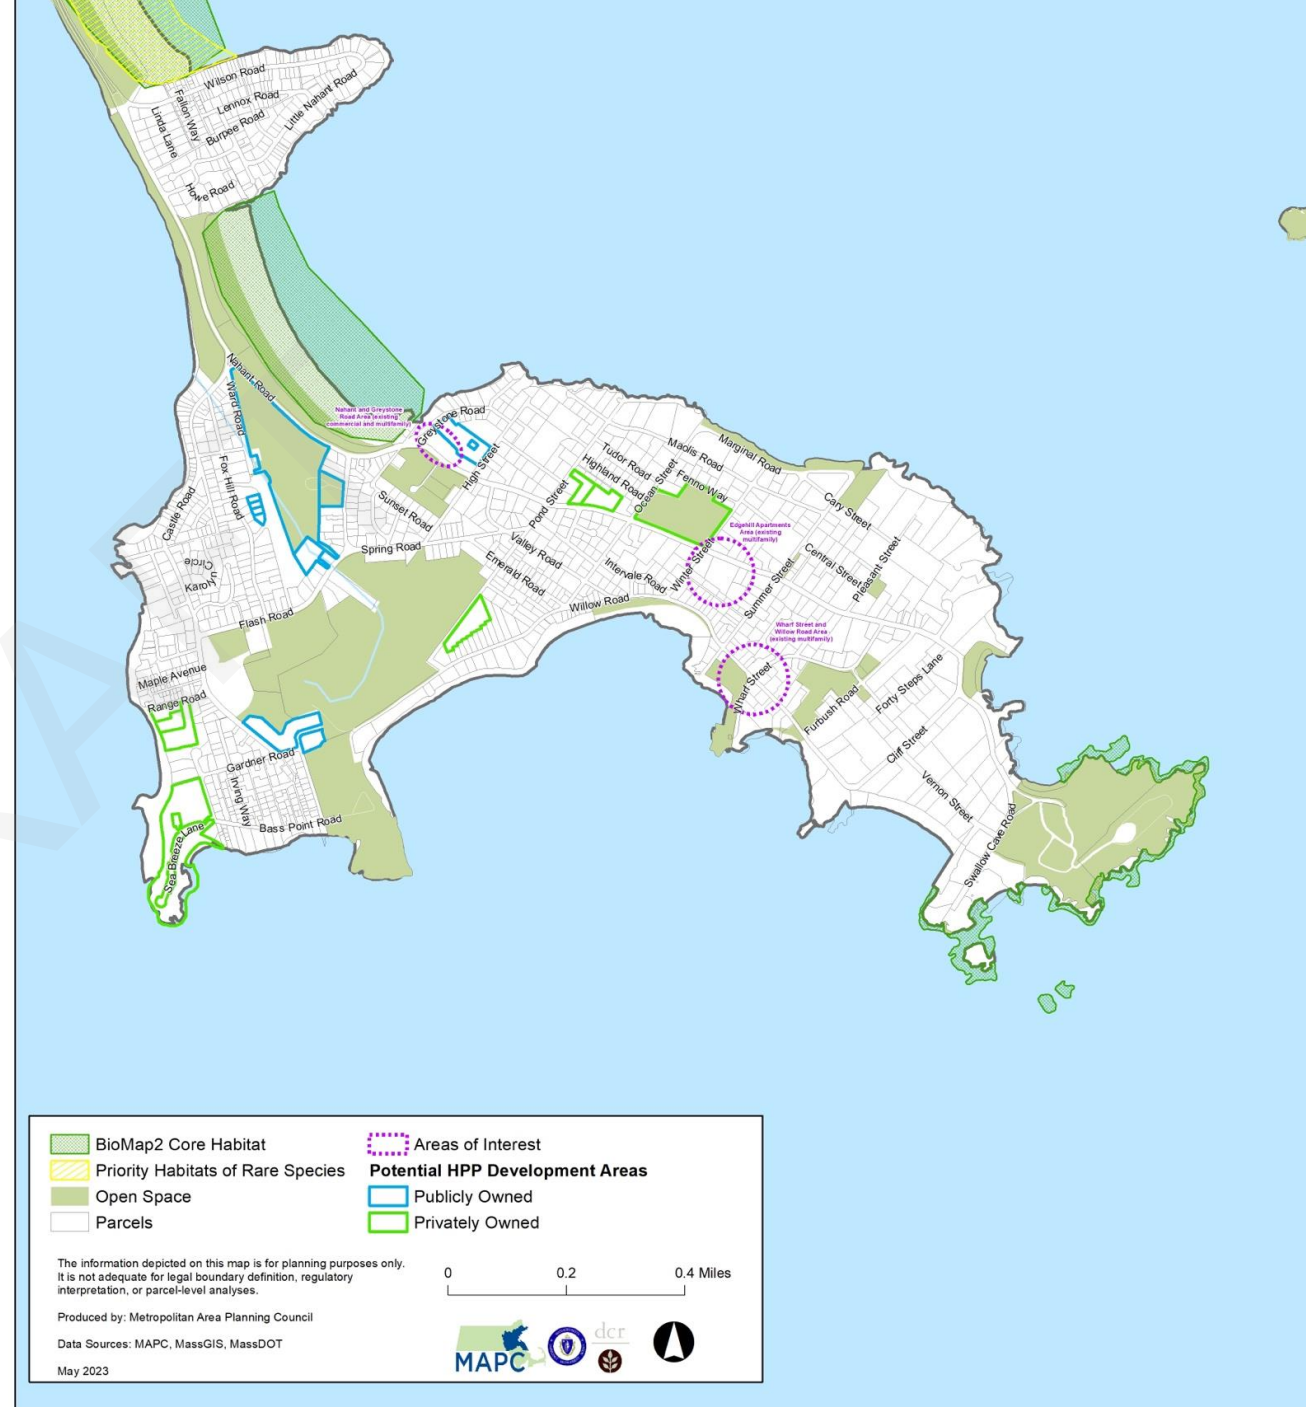 Wilson Road
Lennox Road
Fallon Way
Linda Lane
Burpee Road
Little Nahant Road
Howe Road
Nahant Road
Ward Road
Nahant and Greystone
Road Area (existing
commercial and multifamily)
Greystone Road
High Street
Fox Hill Road
Castle Road
Sunset Road
Spring Road
Pond Street
Tudor Road
Highland Road
Ocean Street
Maolis Road
Fenno Way
Marginal Road
Cary Street
Edgehill Apartments
Area (existing
multifamily)
Central Street
Pleasant Street
Valley Road
Emerald Road
Intervale Road
Winter Street
Summer Street
Willow Road
Karolyn Circle
Flash Road
Wharf Street and
Willow Road Area
(existing multifamily)
Wharf Street
Furbush Road
Forty Steps Lane
Cliff Street
Vernon Street
Swallow Cave Road
Maple Avenue
Range Road
Gardner Road
Irving Way
Bass Point Road
Sea Breeze Lane
BioMap2 Core Habitat
Priority Habitats of Rare Species
Open Space
Parcels
Areas of Interest
Potential HPP Development Areas
Publicly Owned
Privately Owned
The information depicted on this map is for planning purposes only.
It is not adequate for legal boundary definition, regulatory
interpretation, or parcel-level analyses.
Produced by: Metropolitan Area Planning Council
Data Sources: MAPC, MassGIS, MassDOT
May 2023
0 0.2 0.4 Miles
MAPC
dcr